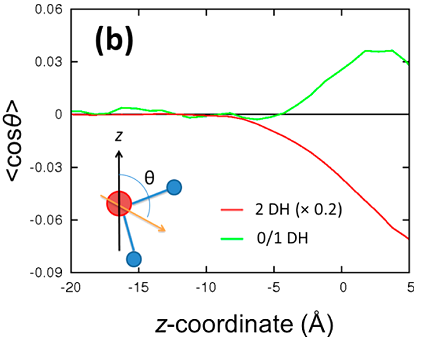 0.06
(b)
0.03
0
-0.03
-0.06
-0.09
<cosθ>
z
θ
2 DH (× 0.2)
0/1 DH
-20 -15 -10 -5 0 5
z-coordinate (Å)